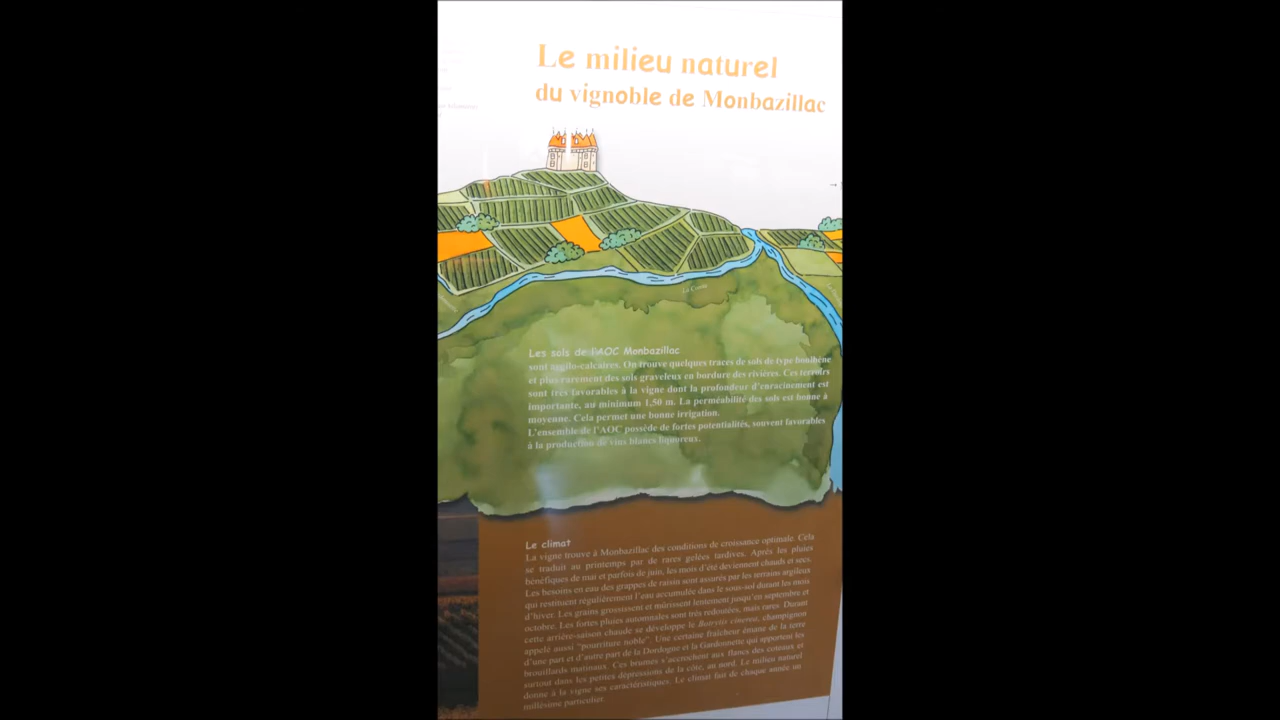 Le milieu naturel
du vignoble de Monbazillac
La Conne
Les sols de l'AOC Monbazillac
sont argilo-calcaires. On trouve quelques traces de sols de type boulbène
et plus rarement des sols graveleux en bordure des rivières. Ces terroirs
sont très favorables à la vigne dont la profondeur d'enracinement est
importante, au minimum 1,50 m. La perméabilité des sols est bonne à
moyenne. Cela permet une bonne irrigation.
L'ensemble de l'AOC possède de fortes potentialités, souvent favorables
à la production de vins blancs liquoreux.
Le climat
La vigne trouve à Monbazillac des conditions de croissance optimale. Cela
se traduit au printemps par de rares gelées tardives. Après les pluies
bénéfiques de mai et parfois de juin, les mois d'été deviennent chauds et secs.
Les besoins en eau des grappes de raisin sont assurés par les terrains argileux
qui restituent régulièrement l'eau accumulée dans le sous-sol durant les mois
d'hiver. Les grains grossissent et mûrissent lentement jusqu'en septembre et
octobre. Les fortes pluies automnales sont très redoutées, mais rares. Durant
cette arrière-saison chaude se développe le Botrytis cinerea, champignon
appelé aussi "pourriture noble". Une certaine fraîcheur émane de la terre
d'une part et d'autre part de la Dordogne et la Gardonnette qui apportent les
brouillards matinaux. Ces brumes s'accrochent aux flancs des coteaux et
surtout dans les petites dépressions de la côte, au nord. Le milieu naturel
donne à la vigne ses caractéristiques. Le climat fait de chaque année un
millésime particulier.